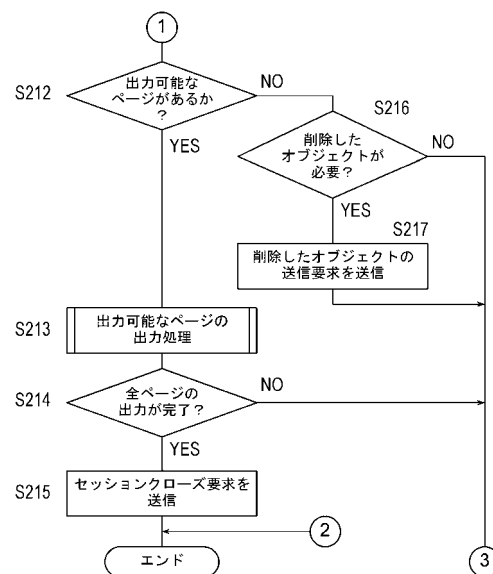 1
S212
出力可能な
ページがあるか
？
NO
YES
S216
削除した
オブジェクトが
必要？
NO
YES
S217
削除したオブジェクトの
送信要求を送信
S213
出力可能なページの
出力処理
S214
全ページの
出力が完了？
NO
YES
S215
セッションクローズ要求を
送信
2
エンド
3